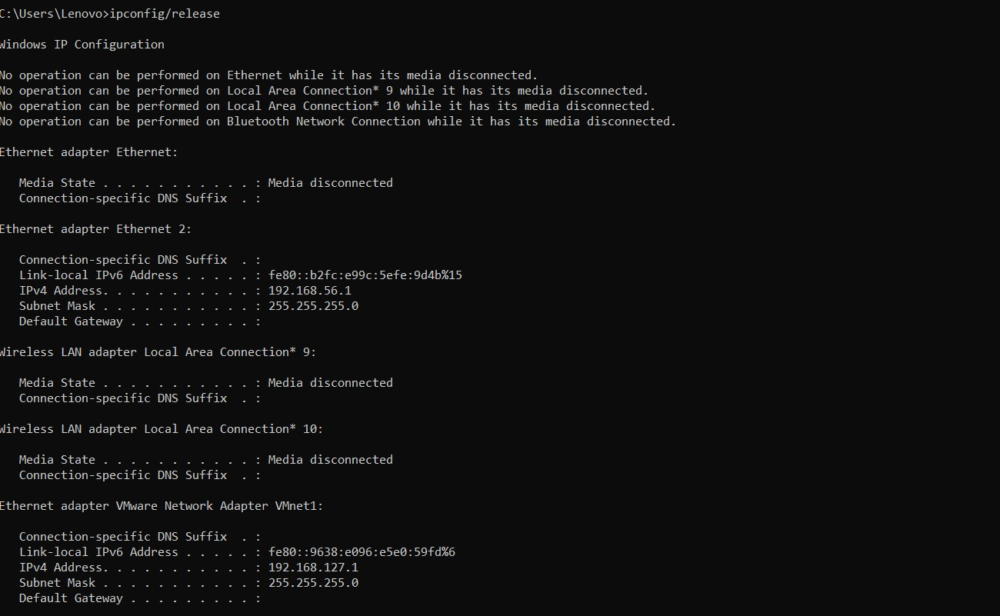 C:\Users\Lenovo>ipconfig/release
Windows IP Configuration
No operation can be performed on Ethernet while it has its media disconnected.
No operation can be performed on Local Area Connection* 9 while it has its media disconnected.
No operation can be performed on Local Area Connection* 10 while it has its media disconnected.
No operation can be performed on Bluetooth Network Connection while it has its media disconnected.
Ethernet adapter Ethernet:
Media State . . . . . . . . . . . : Media disconnected
Connection-specific DNS Suffix  . :
Ethernet adapter Ethernet 2:
Connection-specific DNS Suffix  . :
Link-local IPv6 Address . . . . . : fe80::b2fc:e99c:5efe:9d4b%15
IPv4 Address. . . . . . . . . . . : 192.168.56.1
Subnet Mask . . . . . . . . . . . : 255.255.255.0
Default Gateway . . . . . . . . . :
Wireless LAN adapter Local Area Connection* 9:
Media State . . . . . . . . . . . : Media disconnected
Connection-specific DNS Suffix  . :
Wireless LAN adapter Local Area Connection* 10:
Media State . . . . . . . . . . . : Media disconnected
Connection-specific DNS Suffix  . :
Ethernet adapter VMware Network Adapter VMnet1:
Connection-specific DNS Suffix  . :
Link-local IPv6 Address . . . . . : fe80::9638:e096:e5e0:59fd%6
IPv4 Address. . . . . . . . . . . : 192.168.127.1
Subnet Mask . . . . . . . . . . . : 255.255.255.0
Default Gateway . . . . . . . . . :